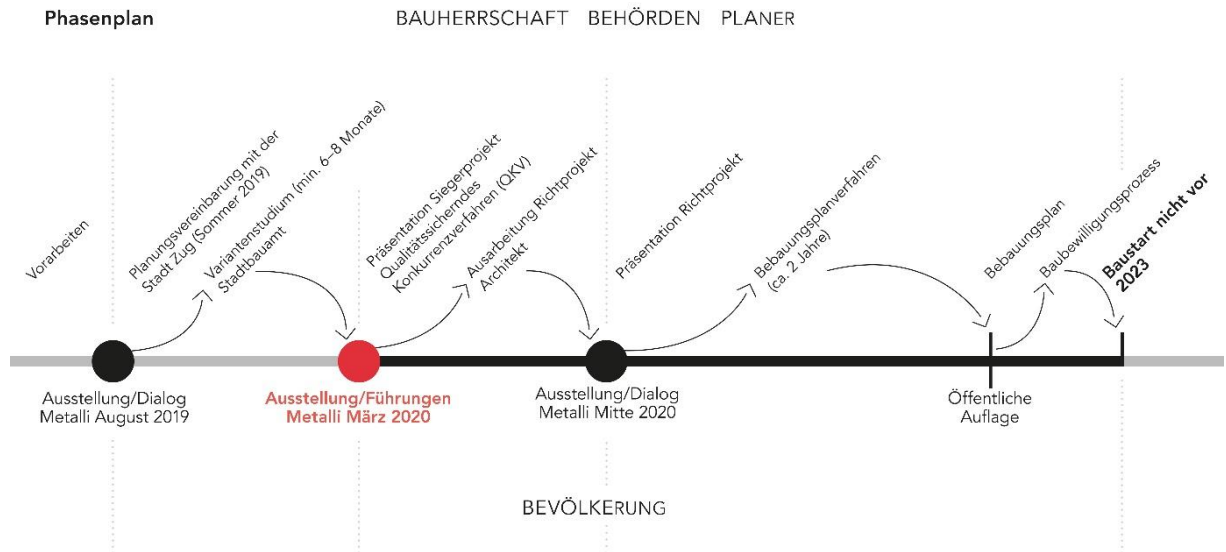 Phasenplan
BAUHERRSCHAFT BEHÖRDEN PLANER
Vorarbeiten
Planungsvereinbarung mit der
Stadt Zug (Sommer 2019)
Variantenstudium (min. 6–8 Monate)
Stadtbauamt
Präsentation Siegerprojekt
Qualitätssicherndes
Konkurrenzverfahren (QKV)
Ausarbeitung Richtprojekt
Architekt
Präsentation Richtprojekt
Bebauungsplanverfahren
(ca. 2 Jahre)
Bebauungsplan
Baubewilligungsprozess
Baustart nicht vor
2023
Ausstellung/Dialog
Metalli August 2019
Ausstellung/Führungen
Metalli März 2020
Ausstellung/Dialog
Metalli Mitte 2020
Öffentliche
Auflage
BEVÖLKERUNG